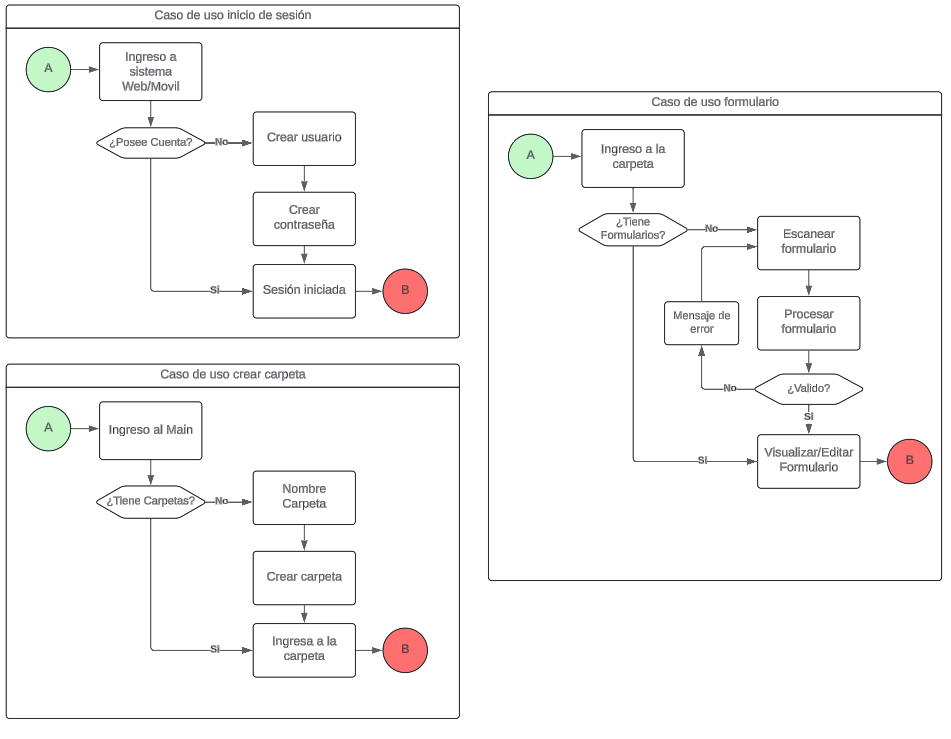 Caso de uso inicio de sesión
A
Ingreso a
sistema
Web/Movil
¿Posee Cuenta?
No
Crear usuario
Crear
contraseña
Si
Sesión iniciada
B
Caso de uso crear carpeta
A
Ingreso al Main
¿Tiene Carpetas?
No
Nombre
Carpeta
Crear carpeta
Si
Ingresa a la
carpeta
B
Caso de uso formulario
A
Ingreso a la
carpeta
¿Tiene
Formularios?
No
Escanear
formulario
Mensaje de
error
Procesar
formulario
No
¿Valido?
Si
Si
Visualizar/Editar
Formulario
B